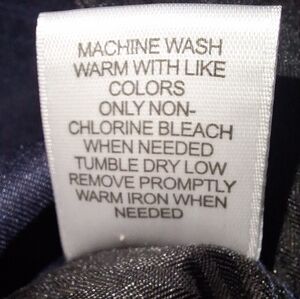 MACHINE WASH
WARM WITH LIKE
COLORS
ONLY NON-
CHLORINE BLEACH
WHEN NEEDED
TUMBLE DRY LOW
REMOVE PROMPTLY
WARM IRON WHEN
NEEDED